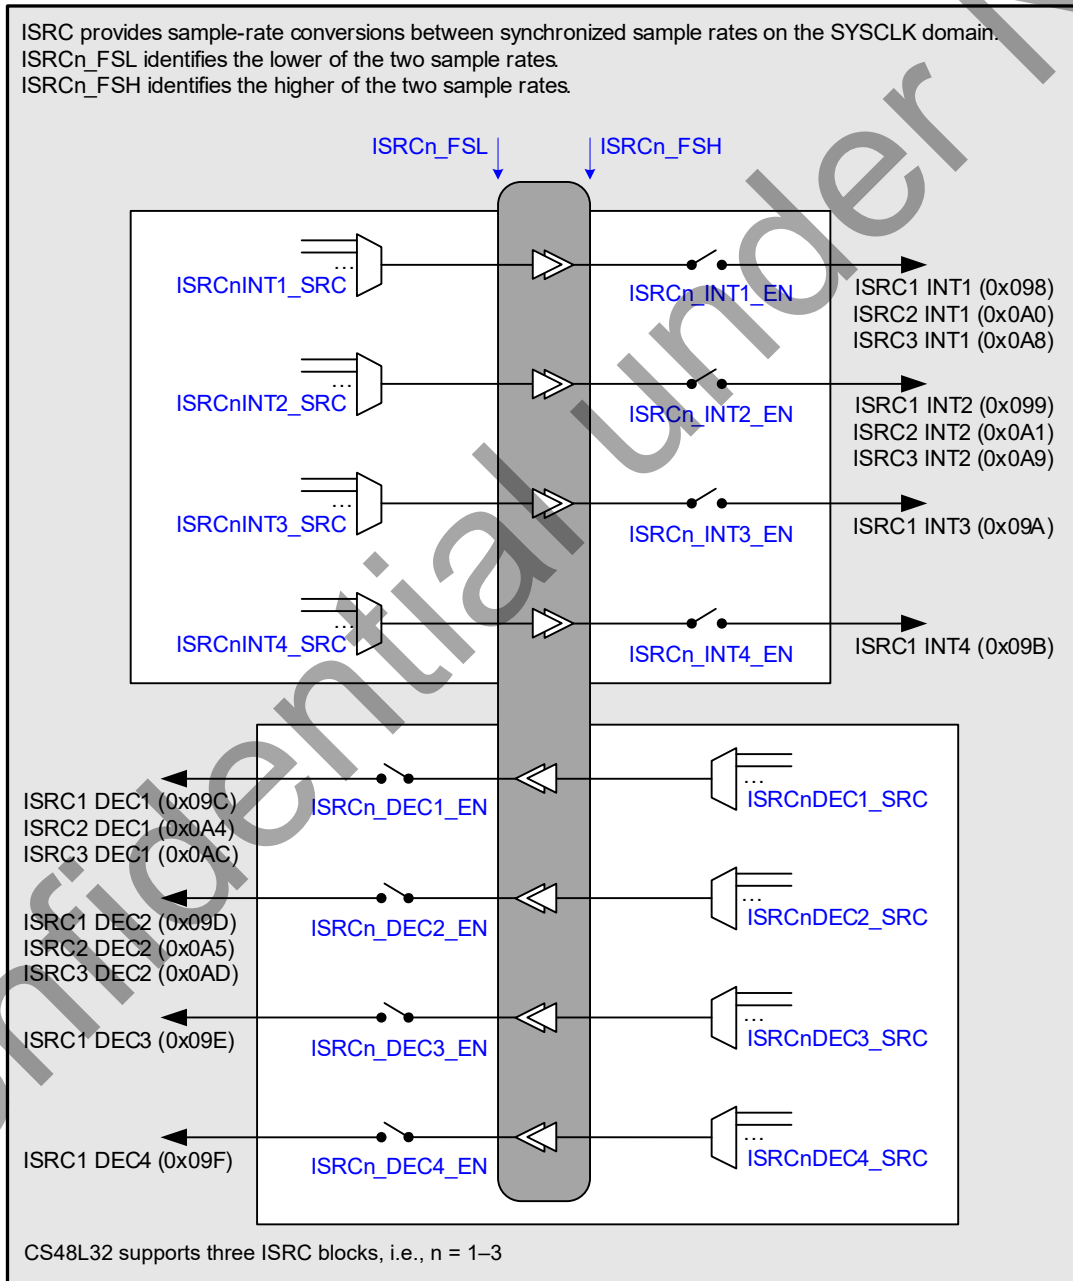 ISRC provides sample-rate conversions between synchronized sample rates on the SYSCLK domain.
ISRCn_FSL identifies the lower of the two sample rates.
ISRCn_FSH identifies the higher of the two sample rates.
ISRCn_FSL
ISRCn_FSH
ISRCnINT1_SRC
...
ISRCn_INT1_EN
ISRC1 INT1 (0x098)
ISRC2 INT1 (0x0A0)
ISRC3 INT1 (0x0A8)
ISRCnINT2_SRC
...
ISRCn_INT2_EN
ISRC1 INT2 (0x099)
ISRC2 INT2 (0x0A1)
ISRC3 INT2 (0x0A9)
ISRCnINT3_SRC
...
ISRCn_INT3_EN
ISRC1 INT3 (0x09A)
ISRCnINT4_SRC
...
ISRCn_INT4_EN
ISRC1 INT4 (0x09B)
ISRC1 DEC1 (0x09C)
ISRC2 DEC1 (0x0A4)
ISRC3 DEC1 (0x0AC)
ISRCn_DEC1_EN
...
ISRCnDEC1_SRC
ISRC1 DEC2 (0x09D)
ISRC2 DEC2 (0x0A5)
ISRC3 DEC2 (0x0AD)
ISRCn_DEC2_EN
...
ISRCnDEC2_SRC
ISRC1 DEC3 (0x09E)
ISRCn_DEC3_EN
...
ISRCnDEC3_SRC
ISRC1 DEC4 (0x09F)
ISRCn_DEC4_EN
...
ISRCnDEC4_SRC
CS48L32 supports three ISRC blocks, i.e., n = 1–3
onfidential under